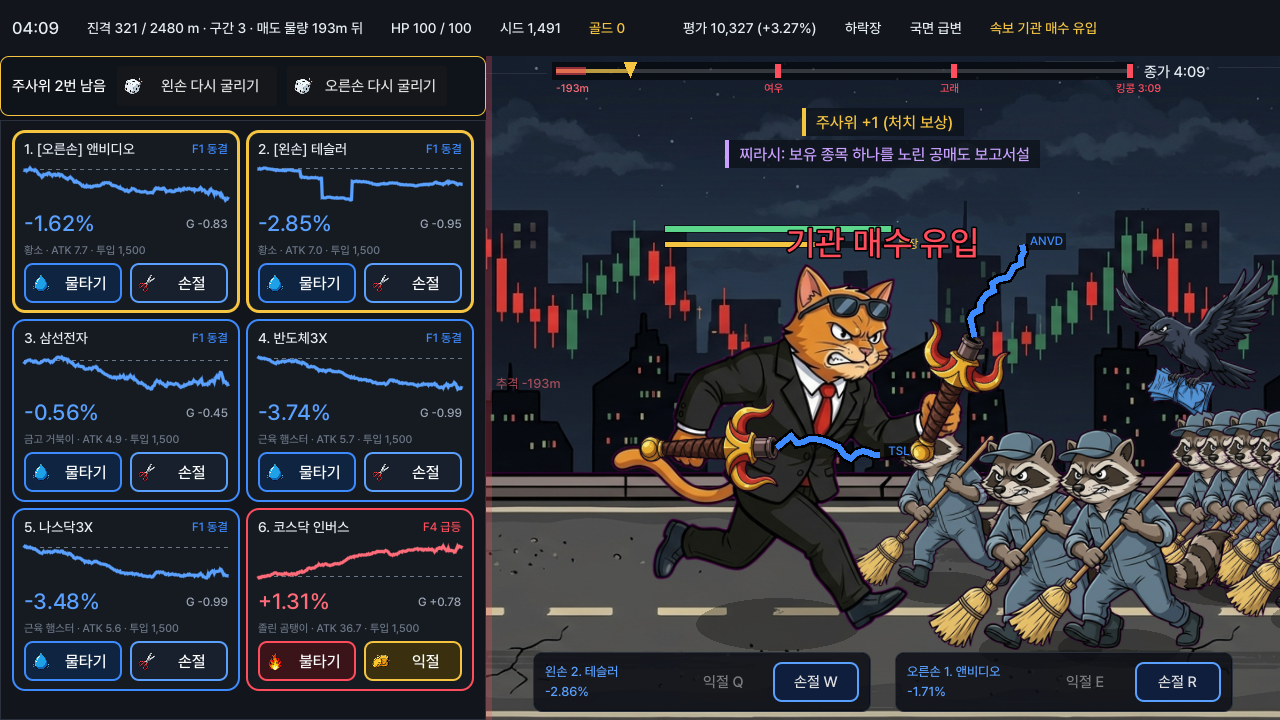 04:09
진격 321 / 2480 m · 구간 3 · 매도 물량 193m 뒤
HP 100 / 100
시드 1,491
골드 0
평가 10,327 (+3.27%)
하락장
국면 급변
속보 기관 매수 유입
주사위 2번 남음
왼손 다시 굴리기
오른손 다시 굴리기
종가 4:09
-193m
여우
고래
킹콩 3:09
주사위 +1 (처치 보상)
찌라시: 보유 종목 하나를 노린 공매도 보고서설
1. [오른손] 앤비디오
F1 동결
-1.62%
G -0.83
황소 · ATK 7.7 · 투입 1,500
물타기
손절
2. [왼손] 테슬러
F1 동결
-2.85%
G -0.95
황소 · ATK 7.0 · 투입 1,500
물타기
손절
기관 매수 유입
ANVD
3. 삼선전자
F1 동결
-0.56%
G -0.45
금고 거북이 · ATK 4.9 · 투입 1,500
물타기
손절
4. 반도체3X
F1 동결
-3.74%
G -0.99
근육 햄스터 · ATK 5.7 · 투입 1,500
물타기
손절
추격 -193m
TSL
5. 나스닥3X
F1 동결
-3.48%
G -0.99
근육 햄스터 · ATK 5.6 · 투입 1,500
물타기
손절
6. 코스닥 인버스
F4 급등
+1.31%
G +0.78
졸린 곰탱이 · ATK 36.7 · 투입 1,500
불타기
익절
왼손 2. 테슬러
-2.86%
익절 Q
손절 W
오른손 1. 앤비디오
-1.71%
익절 E
손절 R